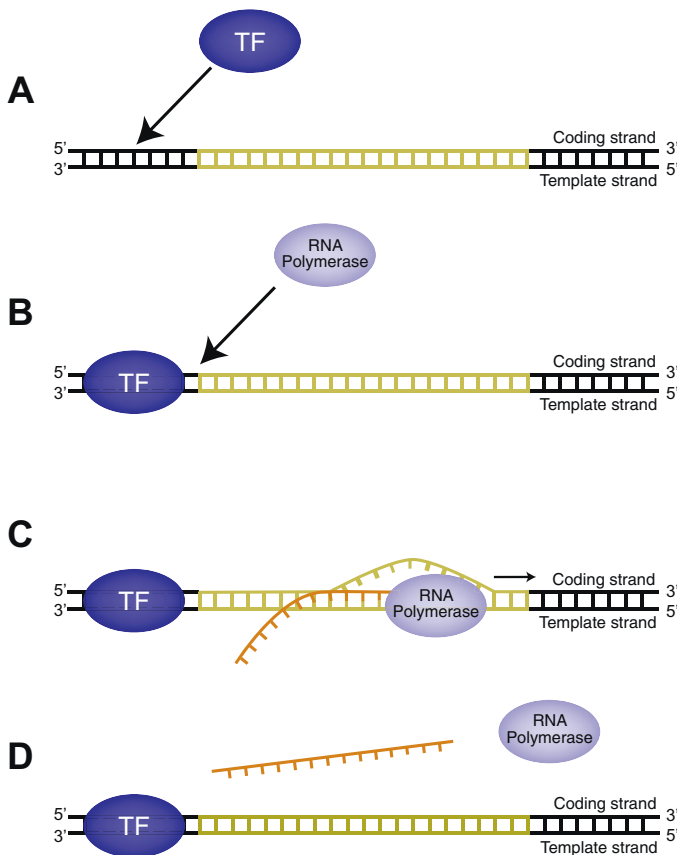 TF
A
5’
Coding strand
3’
3’
Template strand
5’
RNA
Polymerase
B
TF
5’
Coding strand
3’
3’
Template strand
5’
C
TF
5’
RNA
Polymerase
Coding strand
3’
3’
Template strand
5’
RNA
Polymerase
D
TF
5’
Coding strand
3’
3’
Template strand
5’